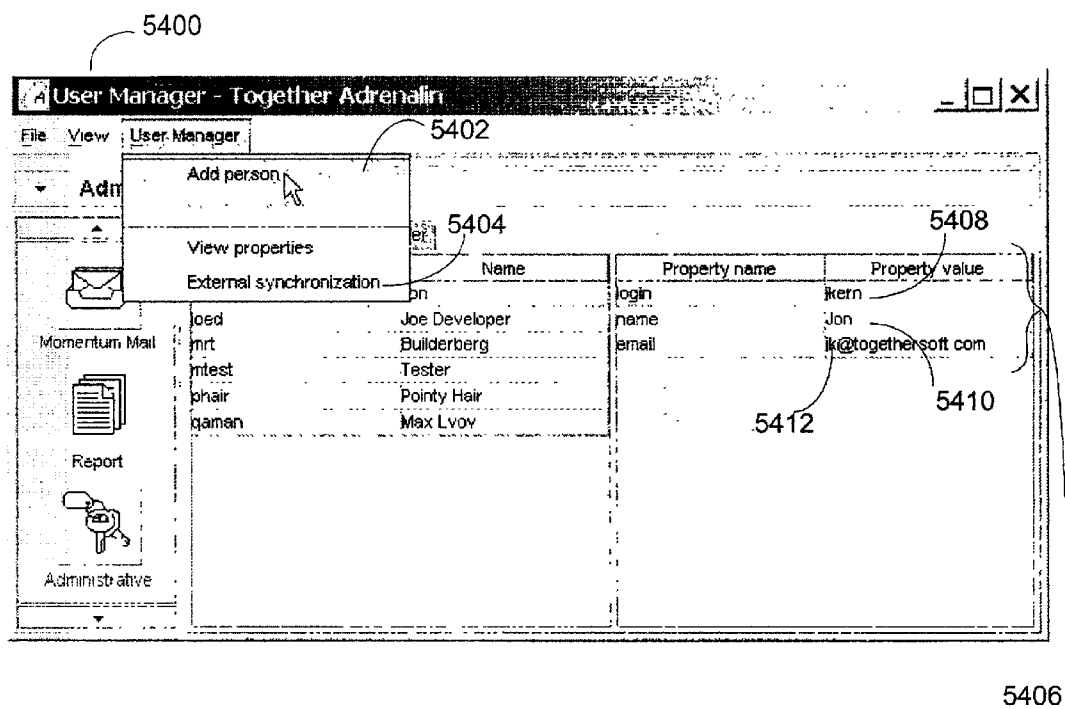 5400
User Manager - Together Adrenalin
File View User Manager
5402
Add person
Adm
5404
5408
View properties
External synchronization
Name
Property name Property value
login jkern
joed Joe Developer
name Jon
Momentum Mail
mrt Builderberg
email jk@togethersoft com
mtest Tester
phair Pointy Hair
5410
5412
qaman Max Lvov
Report
Administrative
5406